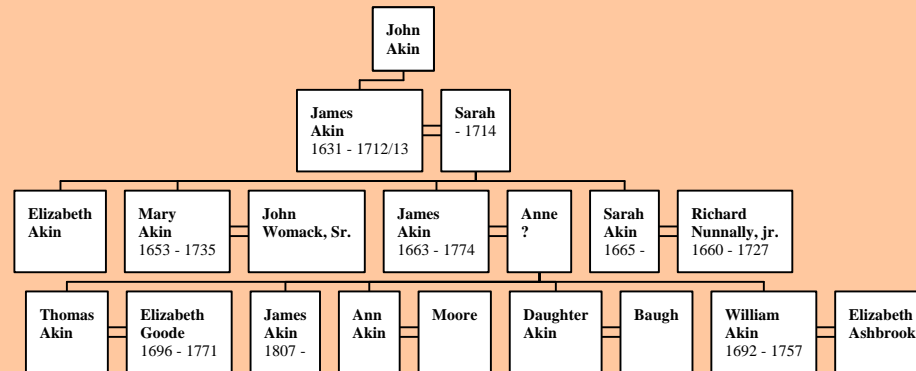 John
Akin
James
Akin
1631 - 1712/13
Sarah
- 1714
Elizabeth
Akin
Mary
Akin
1653 - 1735
John
Womack, Sr.
James
Akin
1663 - 1774
Anne
?
Sarah
Akin
1665 -
Richard
Nunnally, jr.
1660 - 1727
Thomas
Akin
Elizabeth
Goode
1696 - 1771
James
Akin
1807 -
Ann
Akin
Moore
Daughter
Akin
Baugh
William
Akin
1692 - 1757
Elizabeth
Ashbrook